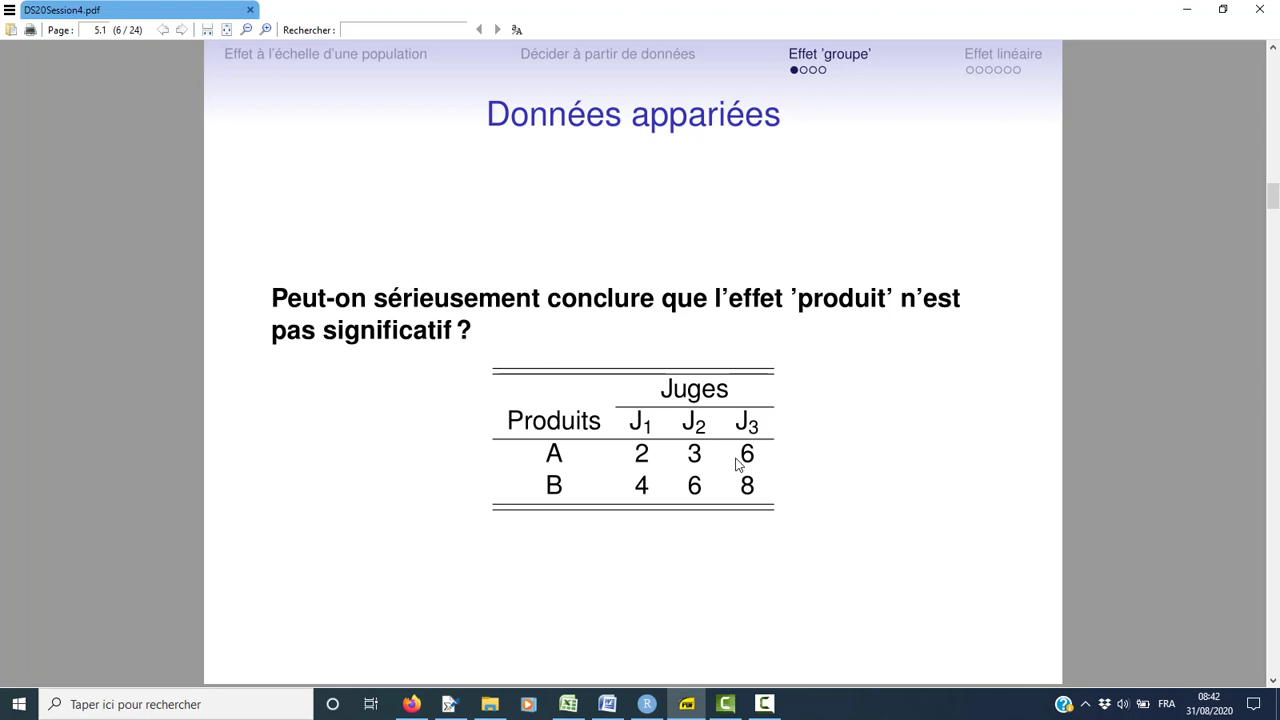 DS20Session4.pdf
Page : 5.1 (6 / 24) Rechercher :
Effet à l'échelle d'une population Décider à partir de données Effet 'groupe' Effet linéaire
Données appariées
Peut-on sérieusement conclure que l'effet ’produit’ n'est
pas significatif ?
Juges
Produits J1 J2 J3
A 2 3 6
B 4 6 8
Taper ici pour rechercher
FRA
08:42
31/08/2020